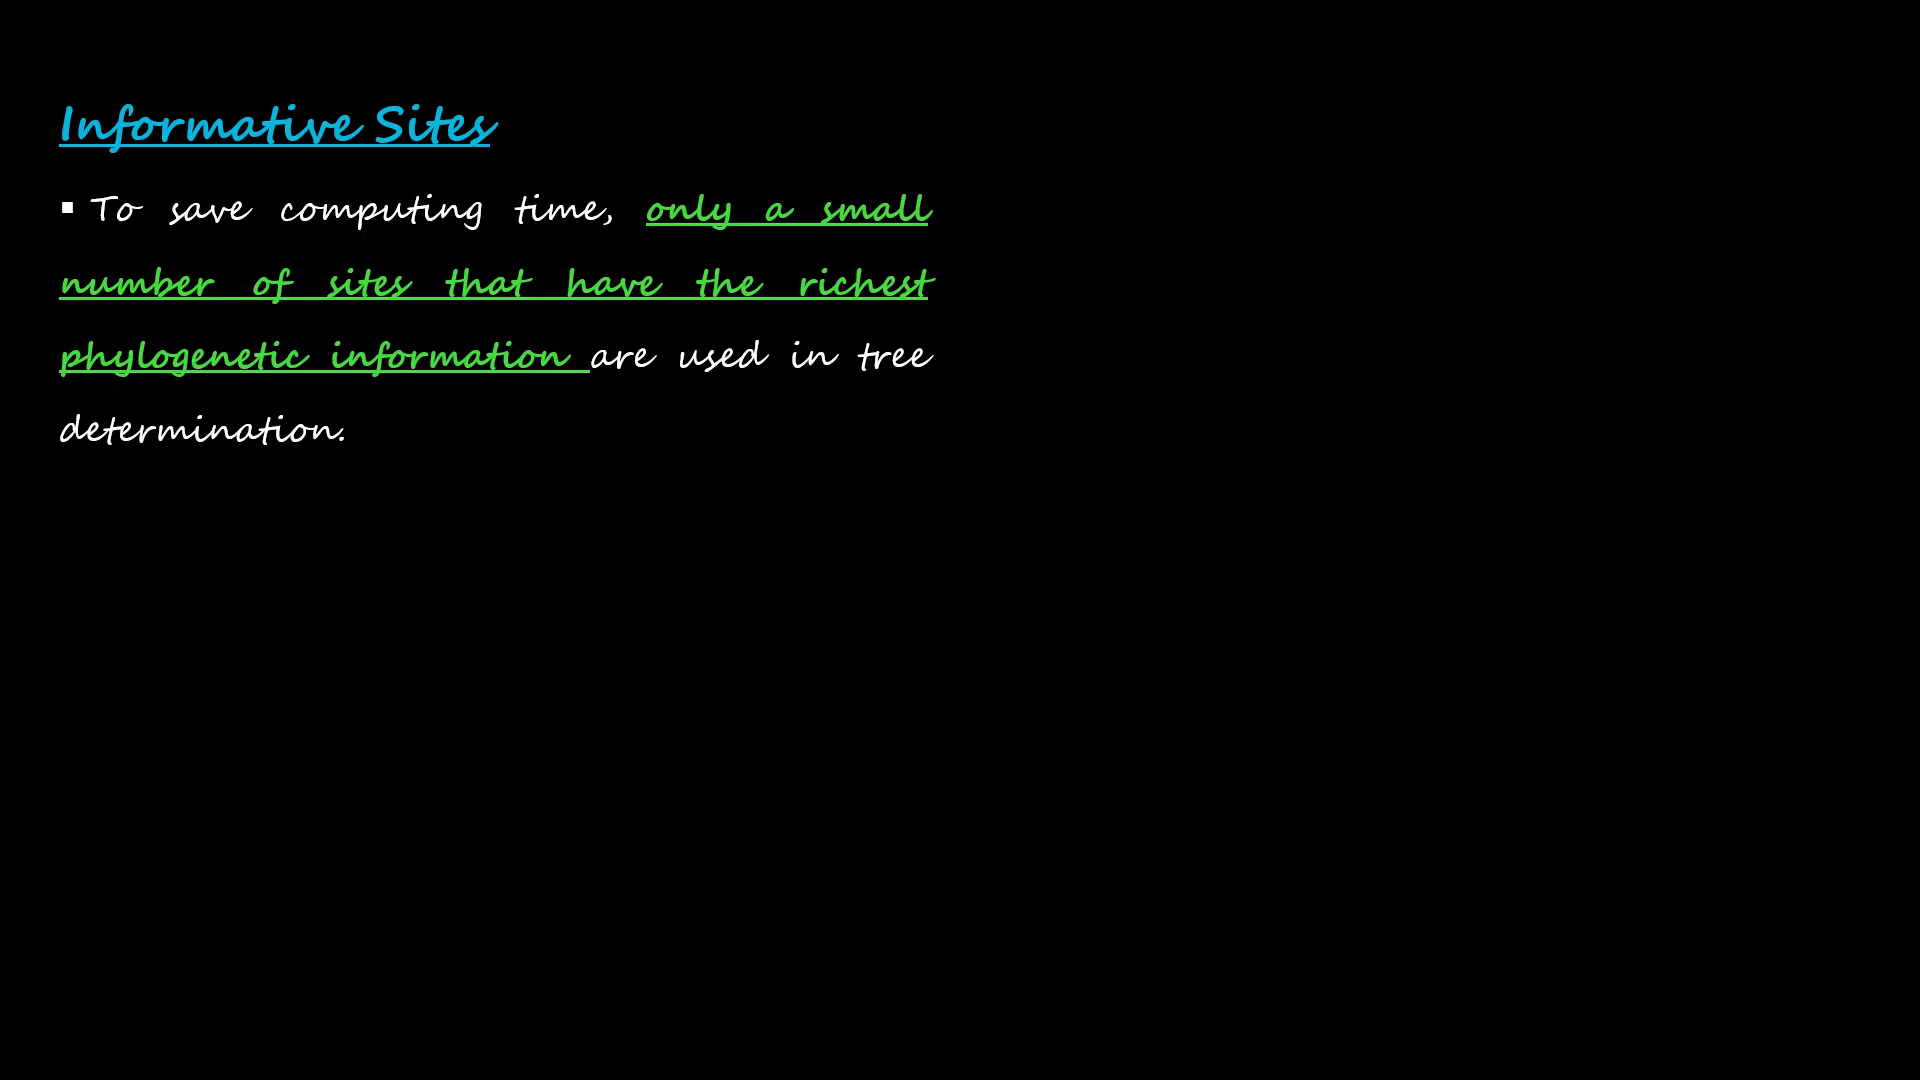 Informative Sites
▪ To save computing time, only a small
number of sites that have the richest
phylogenetic information are used in tree
determination.